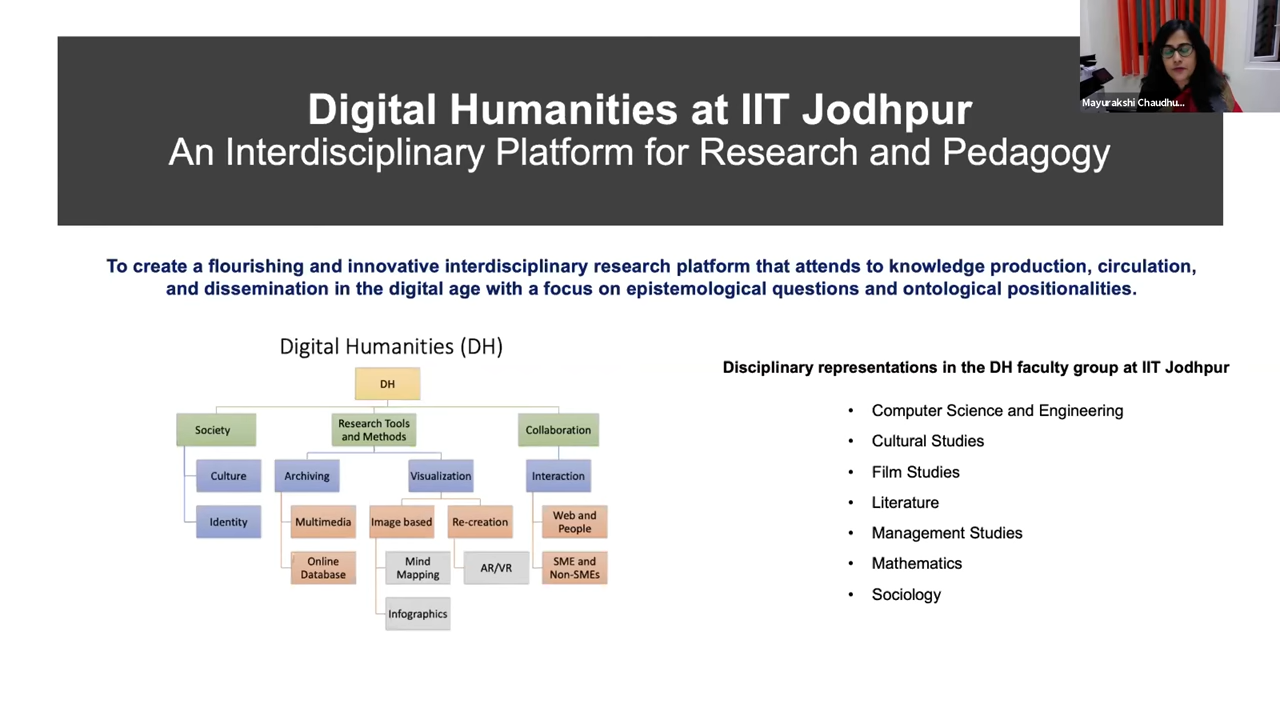 Digital Humanities at IIT Jodhpur
An Interdisciplinary Platform for Research and Pedagogy
Mayurakshi Chaudhu...
To create a flourishing and innovative interdisciplinary research platform that attends to knowledge production, circulation,
and dissemination in the digital age with a focus on epistemological questions and ontological positionalities.
Digital Humanities (DH)
DH
Society
Research Tools
and Methods
Collaboration
Culture
Archiving
Visualization
Interaction
Identity
Multimedia
Image based
Re-creation
Web and
People
Online
Database
Mind
Mapping
AR/VR
SME and
Non-SMEs
Infographics
Disciplinary representations in the DH faculty group at IIT Jodhpur
• Computer Science and Engineering
• Cultural Studies
• Film Studies
• Literature
• Management Studies
• Mathematics
• Sociology